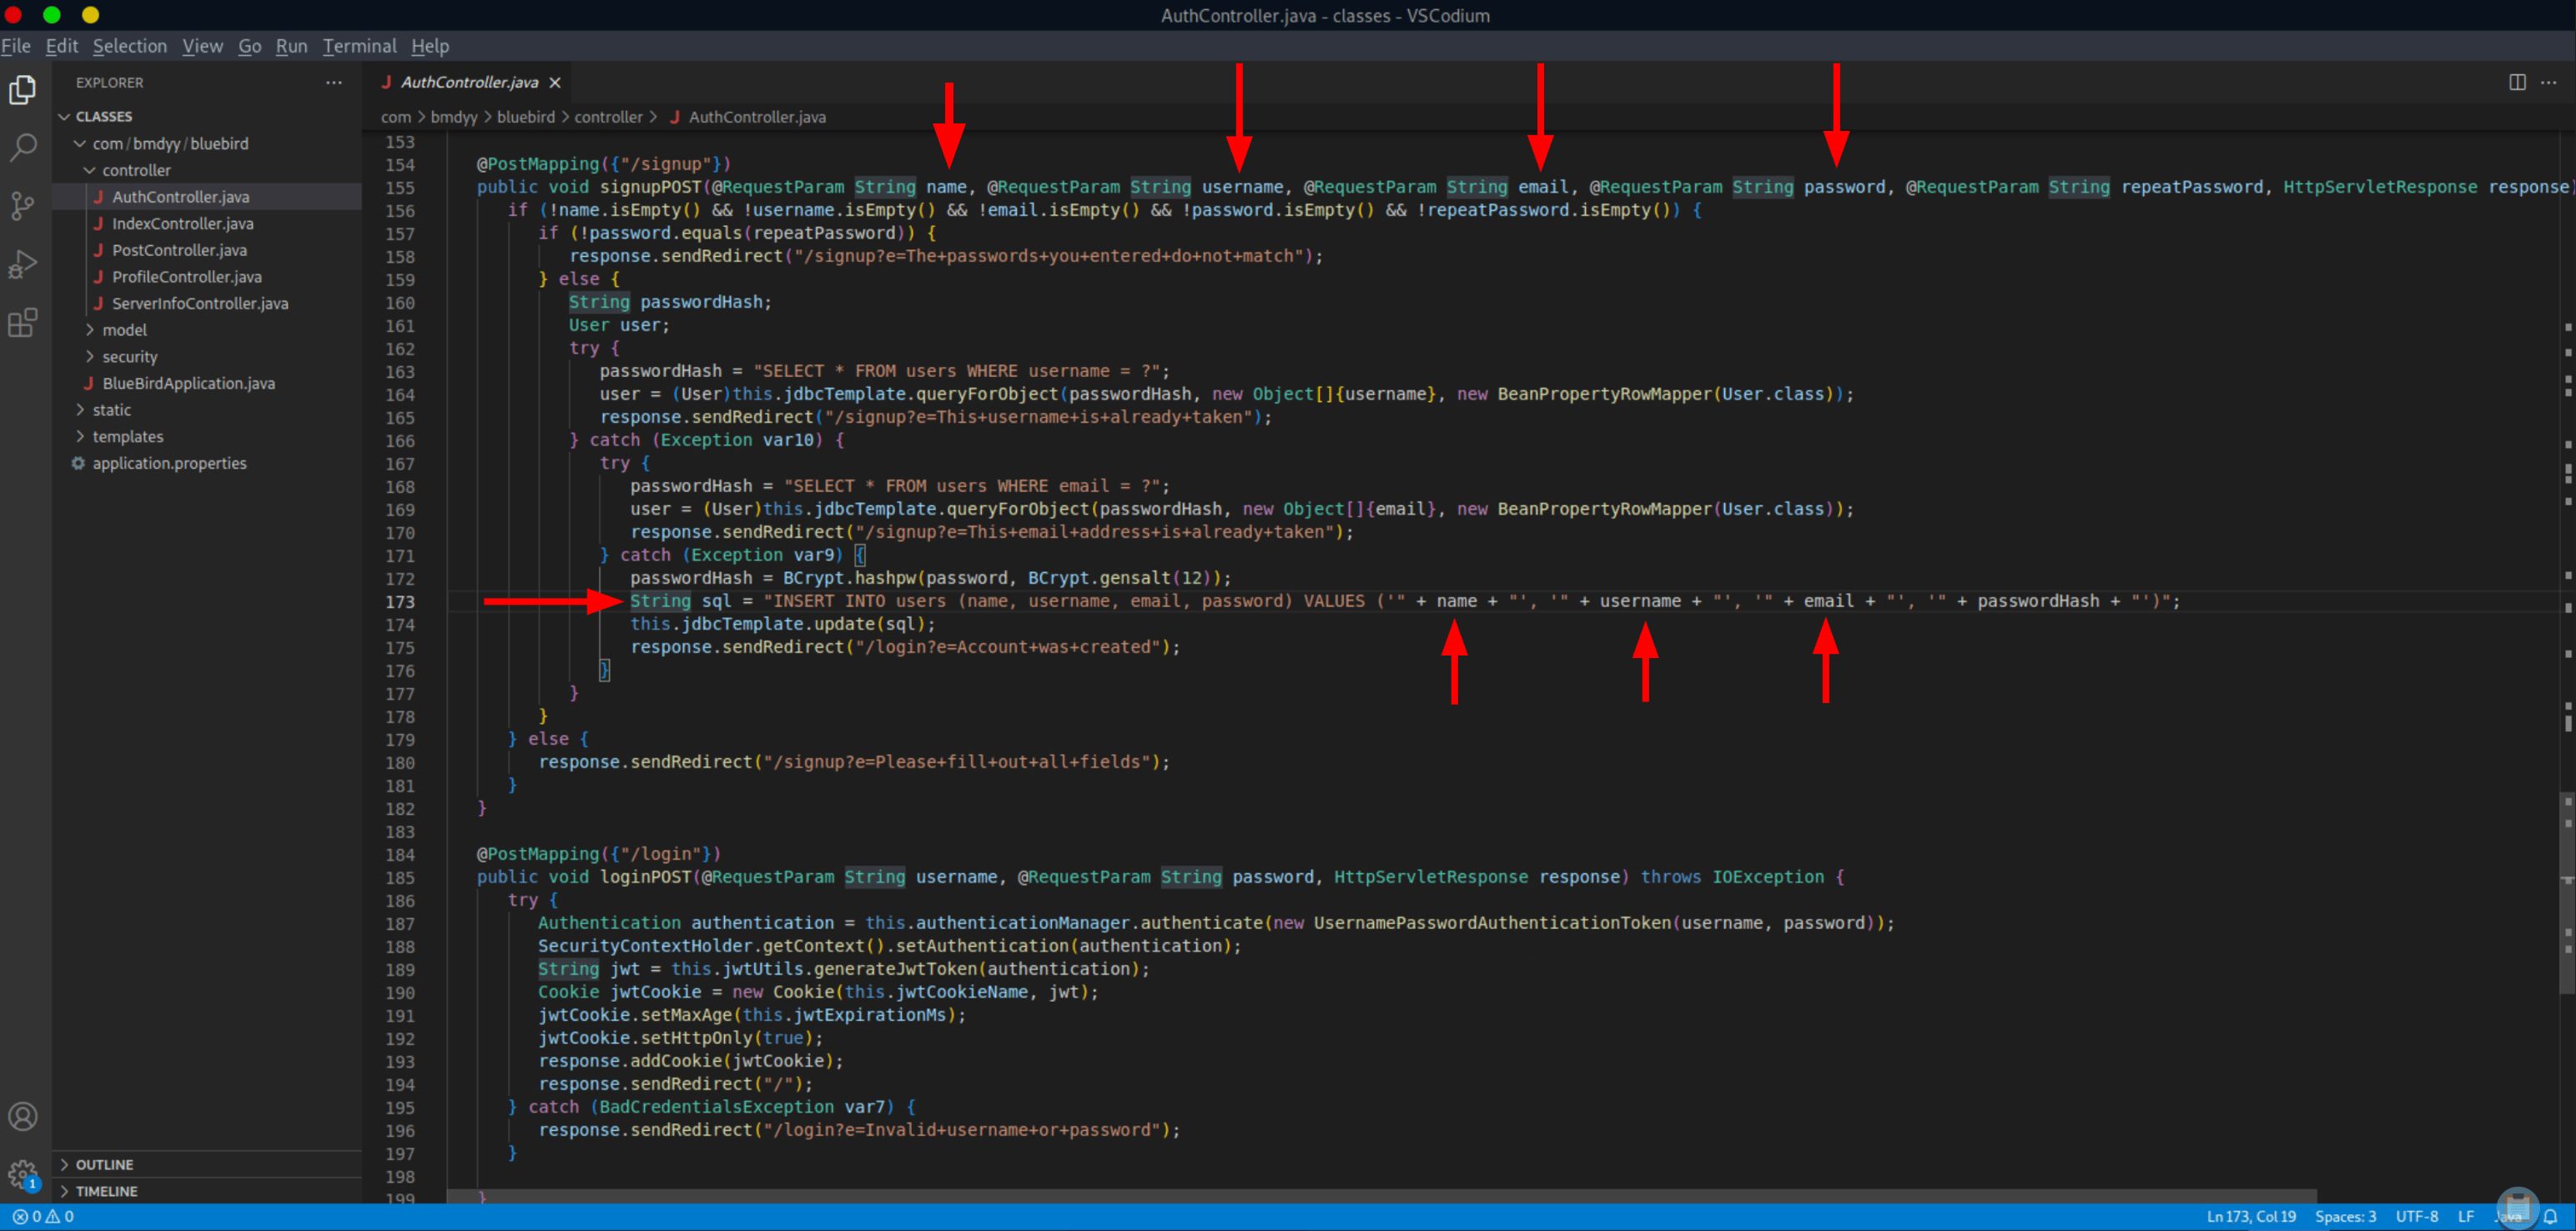 AuthController.java - classes - VSCodium
File Edit Selection View Go Run Terminal Help
EXPLORER
AuthController.java
CLASSES
com / bmdyy / bluebird
controller
AuthController.java
IndexController.java
PostController.java
ProfileController.java
ServerInfoController.java
model
security
BlueBirdApplication.java
static
templates
application.properties
OUTLINE
TIMELINE
com > bmdyy > bluebird > controller > AuthController.java
153
154 @PostMapping({"/signup"})
155 public void signupPOST(@RequestParam String name, @RequestParam String username, @RequestParam String email, @RequestParam String password, @RequestParam String repeatPassword, HttpServletResponse response)
156 if (!name.isEmpty() && !username.isEmpty() && !email.isEmpty() && !password.isEmpty() && !repeatPassword.isEmpty()) {
157 if (!password.equals(repeatPassword)) {
158 response.sendRedirect("/signup?e=The+passwords+you+entered+do+not+match");
159 } else {
160 String passwordHash;
161 User user;
162 try {
163 passwordHash = "SELECT * FROM users WHERE username = ?";
164 user = (User)this.jdbcTemplate.queryForObject(passwordHash, new Object[]{username}, new BeanPropertyRowMapper(User.class));
165 response.sendRedirect("/signup?e=This+username+is+already+taken");
166 } catch (Exception var10) {
167 try {
168 passwordHash = "SELECT * FROM users WHERE email = ?";
169 user = (User)this.jdbcTemplate.queryForObject(passwordHash, new Object[]{email}, new BeanPropertyRowMapper(User.class));
170 response.sendRedirect("/signup?e=This+email+address+is+already+taken");
171 } catch (Exception var9) {
172 passwordHash = BCrypt.hashpw(password, BCrypt.gensalt(12));
173 String sql = "INSERT INTO users (name, username, email, password) VALUES ('" + name + "', '" + username + "', '" + email + "', '" + passwordHash + "')";
174 this.jdbcTemplate.update(sql);
175 response.sendRedirect("/login?e=Account+was+created");
176 }
177 }
178 }
179 } else {
180 response.sendRedirect("/signup?e=Please+fill+out+all+fields");
181 }
182 }
183
184 @PostMapping({"/login"})
185 public void loginPOST(@RequestParam String username, @RequestParam String password, HttpServletResponse response) throws IOException {
186 try {
187 Authentication authentication = this.authenticationManager.authenticate(new UsernamePasswordAuthenticationToken(username, password));
188 SecurityContextHolder.getContext().setAuthentication(authentication);
189 String jwt = this.jwtUtils.generateJwtToken(authentication);
190 Cookie jwtCookie = new Cookie(this.jwtCookieName, jwt);
191 jwtCookie.setMaxAge(this.jwtExpirationMs);
192 jwtCookie.setHttpOnly(true);
193 response.addCookie(jwtCookie);
194 response.sendRedirect("/");
195 } catch (BadCredentialsException var7) {
196 response.sendRedirect("/login?e=Invalid+username+or+password");
197 }
198
199 }
1
0 0 Ln 173, Col 19 Spaces: 3 UTF-8 LF Java